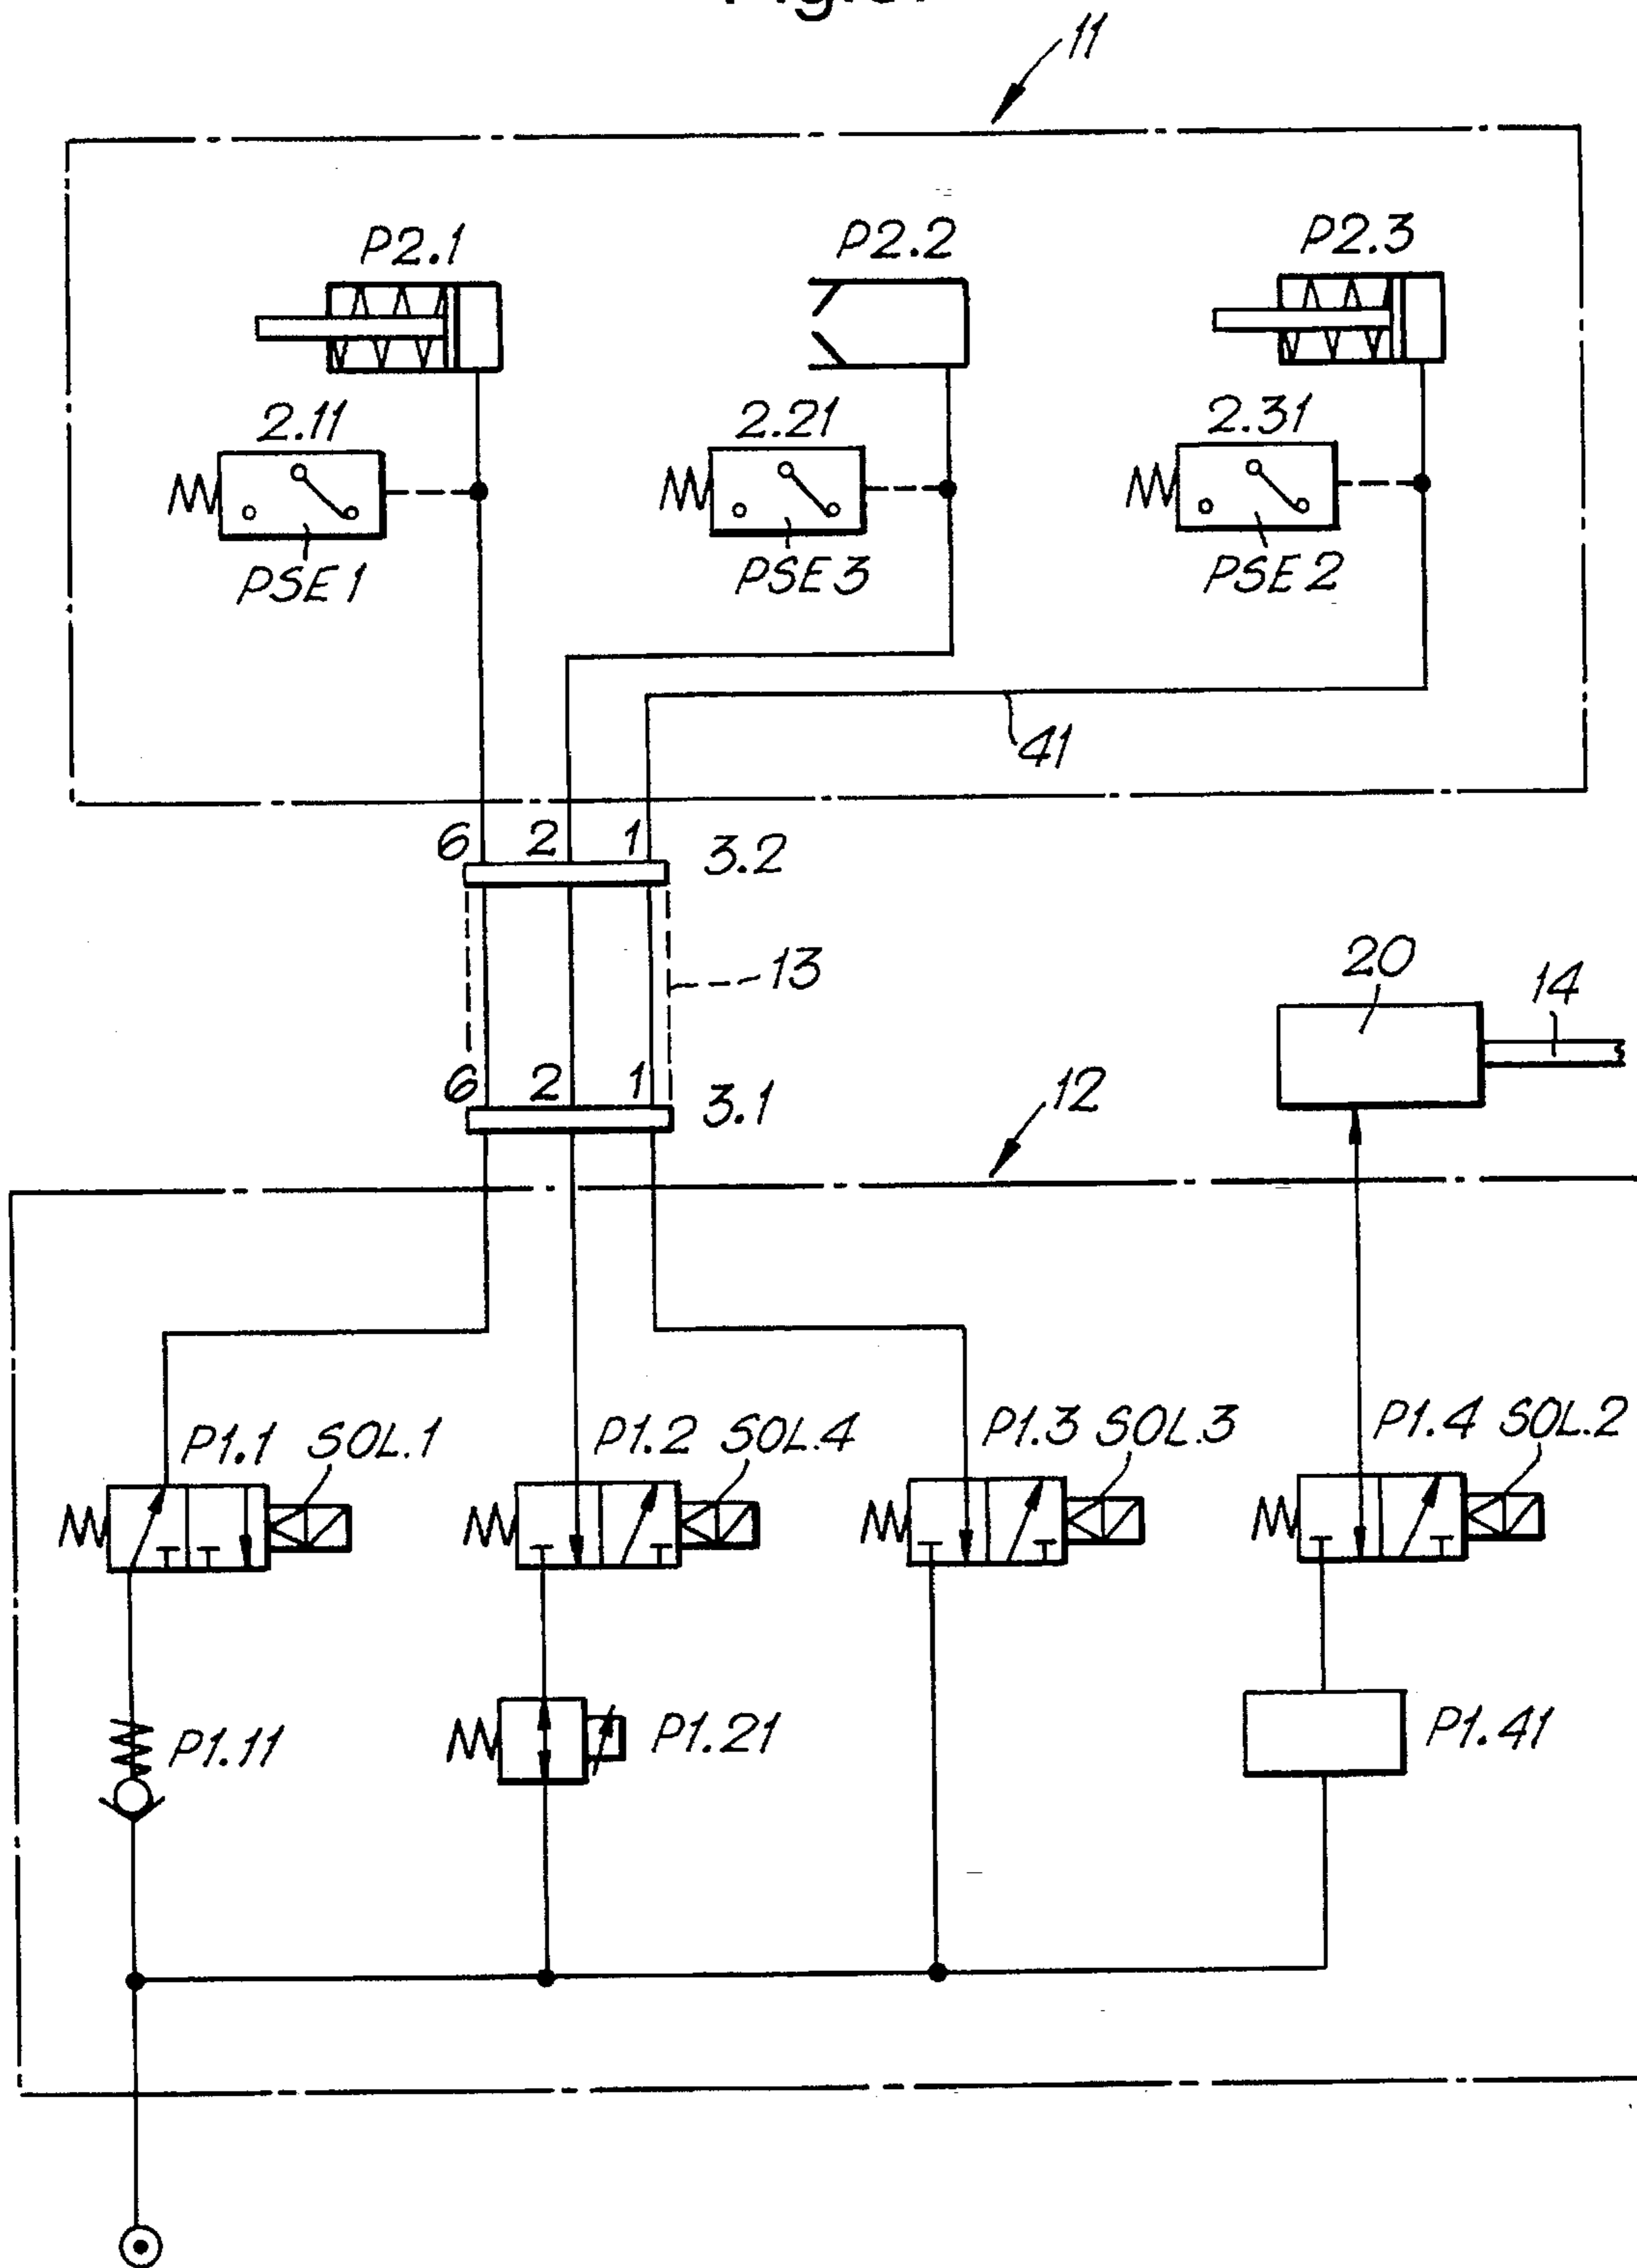 11
P2.1 P2.2 P2.3
2.11 2.21 2.31
PSE1 PSE3 PSE2
41
6 2 1 3.2
13
20 14
6 2 1 3.1
12
P1.1 SOL.1 P1.2 SOL.4 P1.3 SOL.3 P1.4 SOL.2
P1.11 P1.21 P1.41